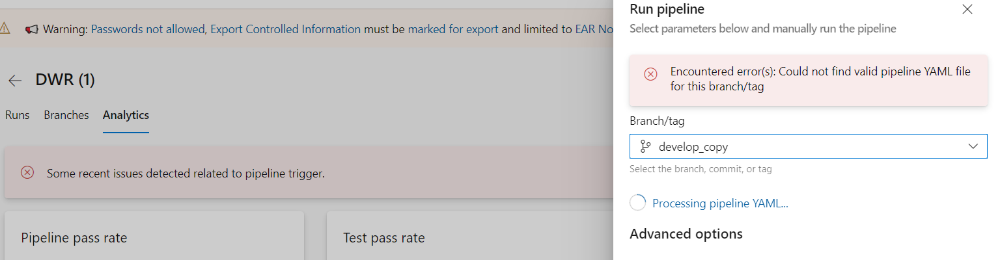 Warning: Passwords not allowed, Export Controlled Information must be marked for export and limited to EAR No
DWR (1)
Runs Branches Analytics
Some recent issues detected related to pipeline trigger.
Pipeline pass rate
Test pass rate
Run pipeline
Select parameters below and manually run the pipeline
Encountered error(s): Could not find valid pipeline YAML file
for this branch/tag
Branch/tag
develop_copy
Select the branch, commit, or tag
Processing pipeline YAML...
Advanced options